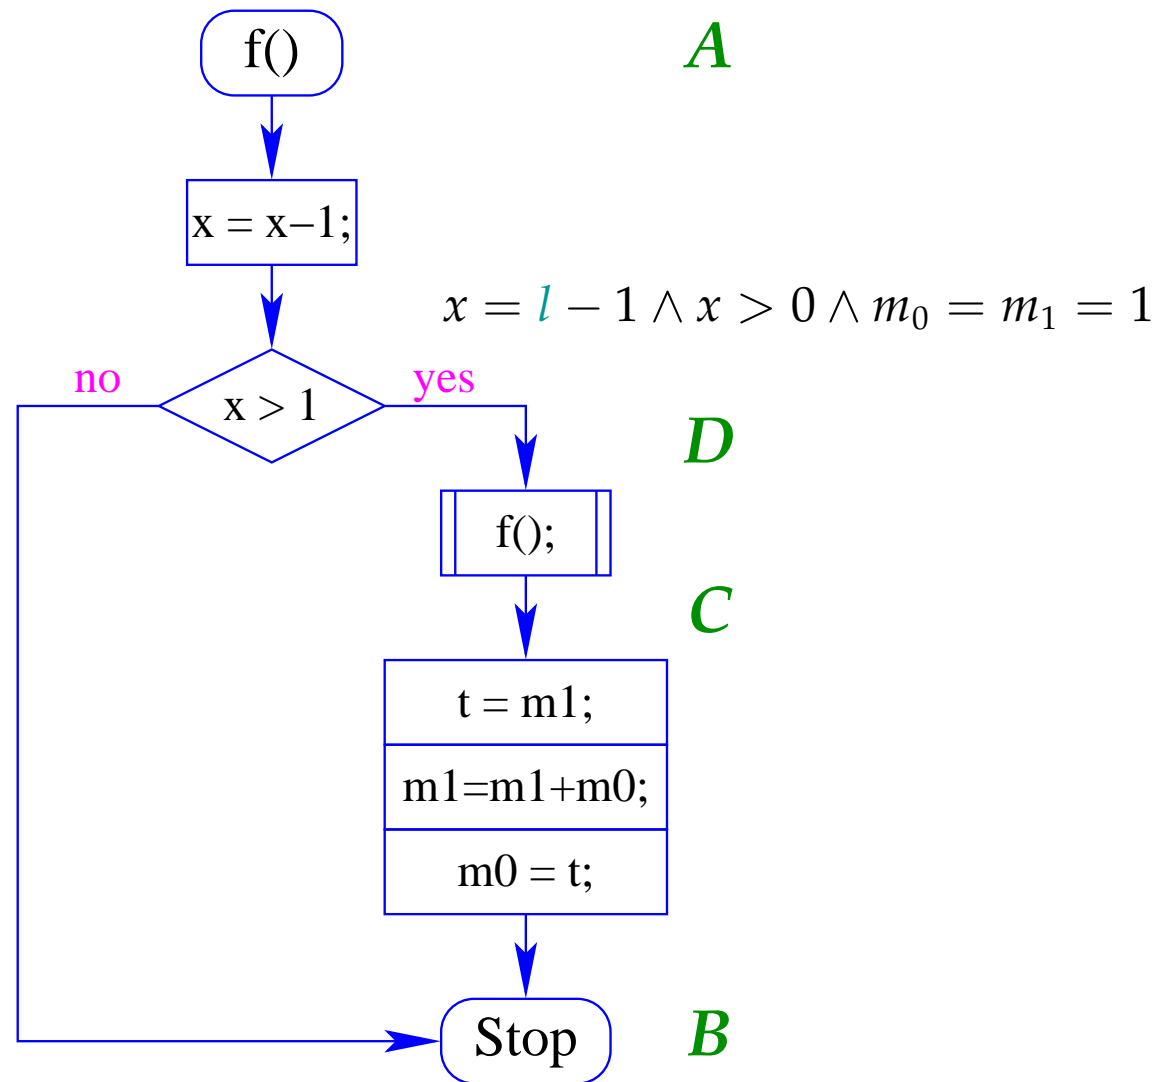 f()
A
x = x–1;
x = l − 1 ∧ x > 0 ∧ m₀ = m₁ = 1
no
yes
x > 1
D
f();
C
t = m1;
m1=m1+m0;
m0 = t;
Stop
B